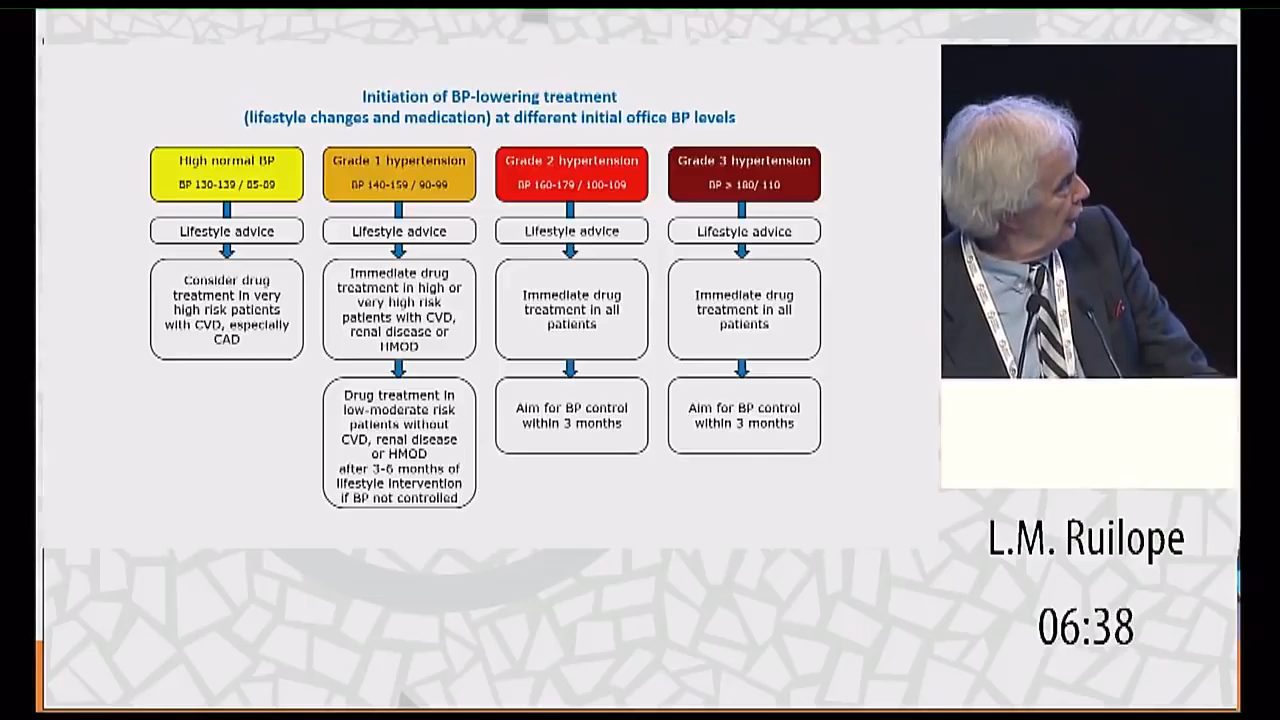 Initiation of BP-lowering treatment
(lifestyle changes and medication) at different initial office BP levels
High normal BP
BP 130-139 / 85-89
Lifestyle advice
Consider drug
treatment in very
high risk patients
with CVD, especially
CAD
Grade 1 hypertension
BP 140-159 / 90-99
Lifestyle advice
Immediate drug
treatment in high or
very high risk
patients with CVD,
renal disease or
HMOD
Drug treatment in
low-moderate risk
patients without
CVD, renal disease
or HMOD
after 3-6 months of
lifestyle intervention
if BP not controlled
Grade 2 hypertension
BP 160-179 / 100-109
Lifestyle advice
Immediate drug
treatment in all
patients
Aim for BP control
within 3 months
Grade 3 hypertension
BP ≥ 180/ 110
Lifestyle advice
Immediate drug
treatment in all
patients
Aim for BP control
within 3 months
L.M. Ruilope
06:38